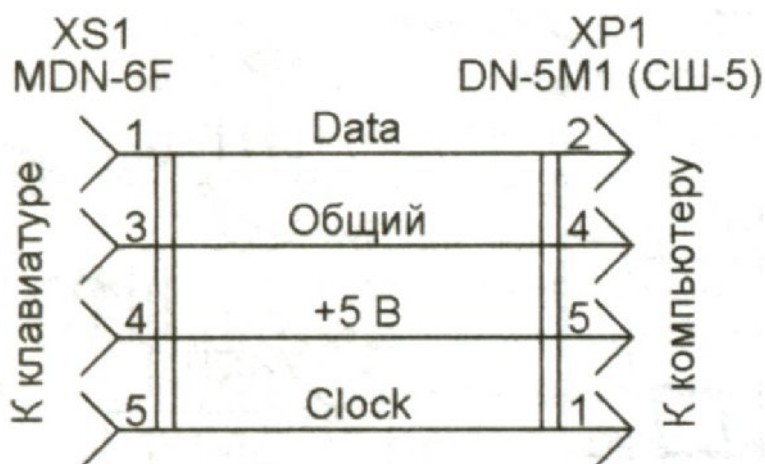 XS1
MDN-6F
XP1
DN-5M1 (СШ-5)
К клавиатуре
1 Data 2
3 Общий 4
4 +5 В 5
5 Clock 1
К компьютеру